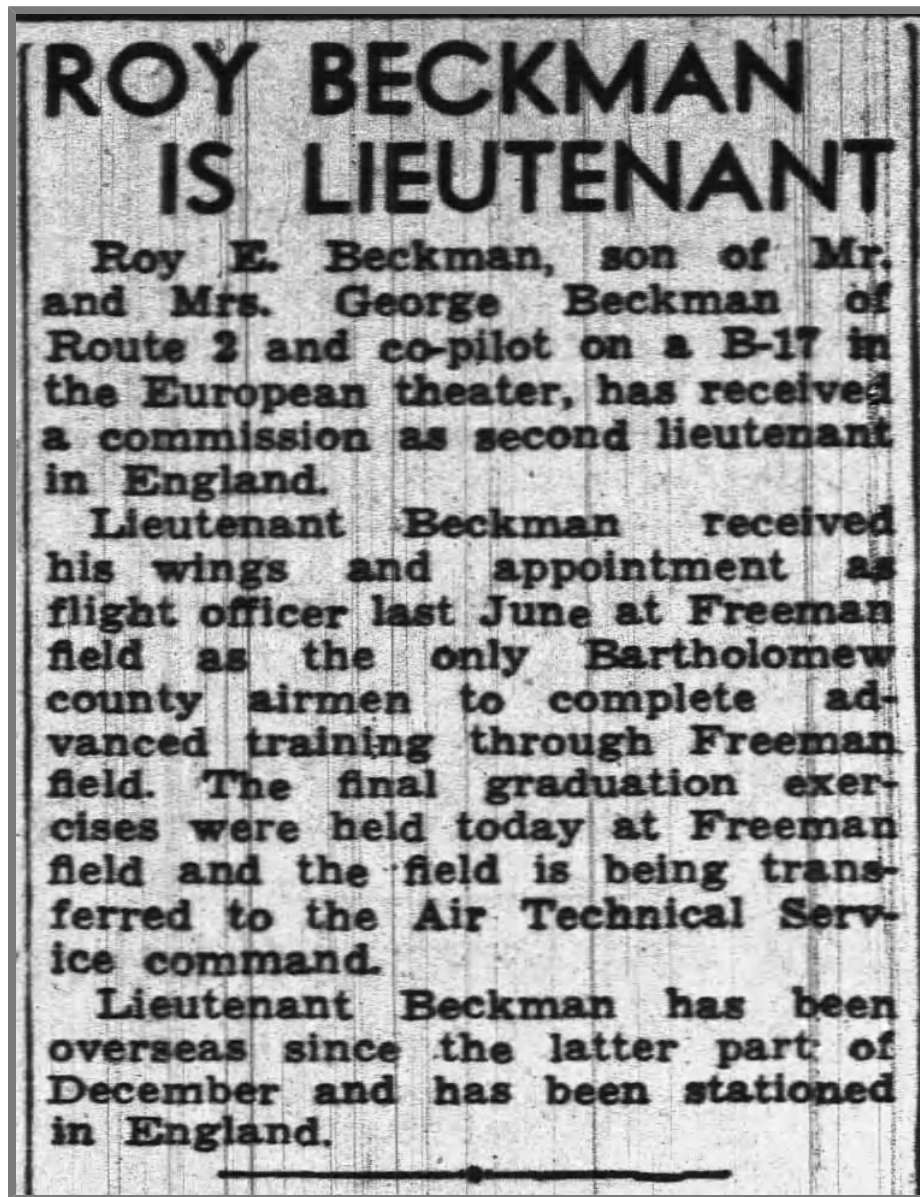 ROY BECKMAN
IS LIEUTENANT
Roy E. Beckman, son of Mr.
and Mrs. George Beckman of
Route 2 and co-pilot on a B-17 in
the European theater, has received
a commission as second lieutenant
in England.
Lieutenant Beckman received
his wings and appointment as
flight officer last June at Freeman
field as the only Bartholomew
county airmen to complete ad-
vanced training through Freeman
field. The final graduation exer-
cises were held today at Freeman
field and the field is being trans-
ferred to the Air Technical Serv-
ice command.
Lieutenant Beckman has been
overseas since the latter part of
December and has been stationed
in England.